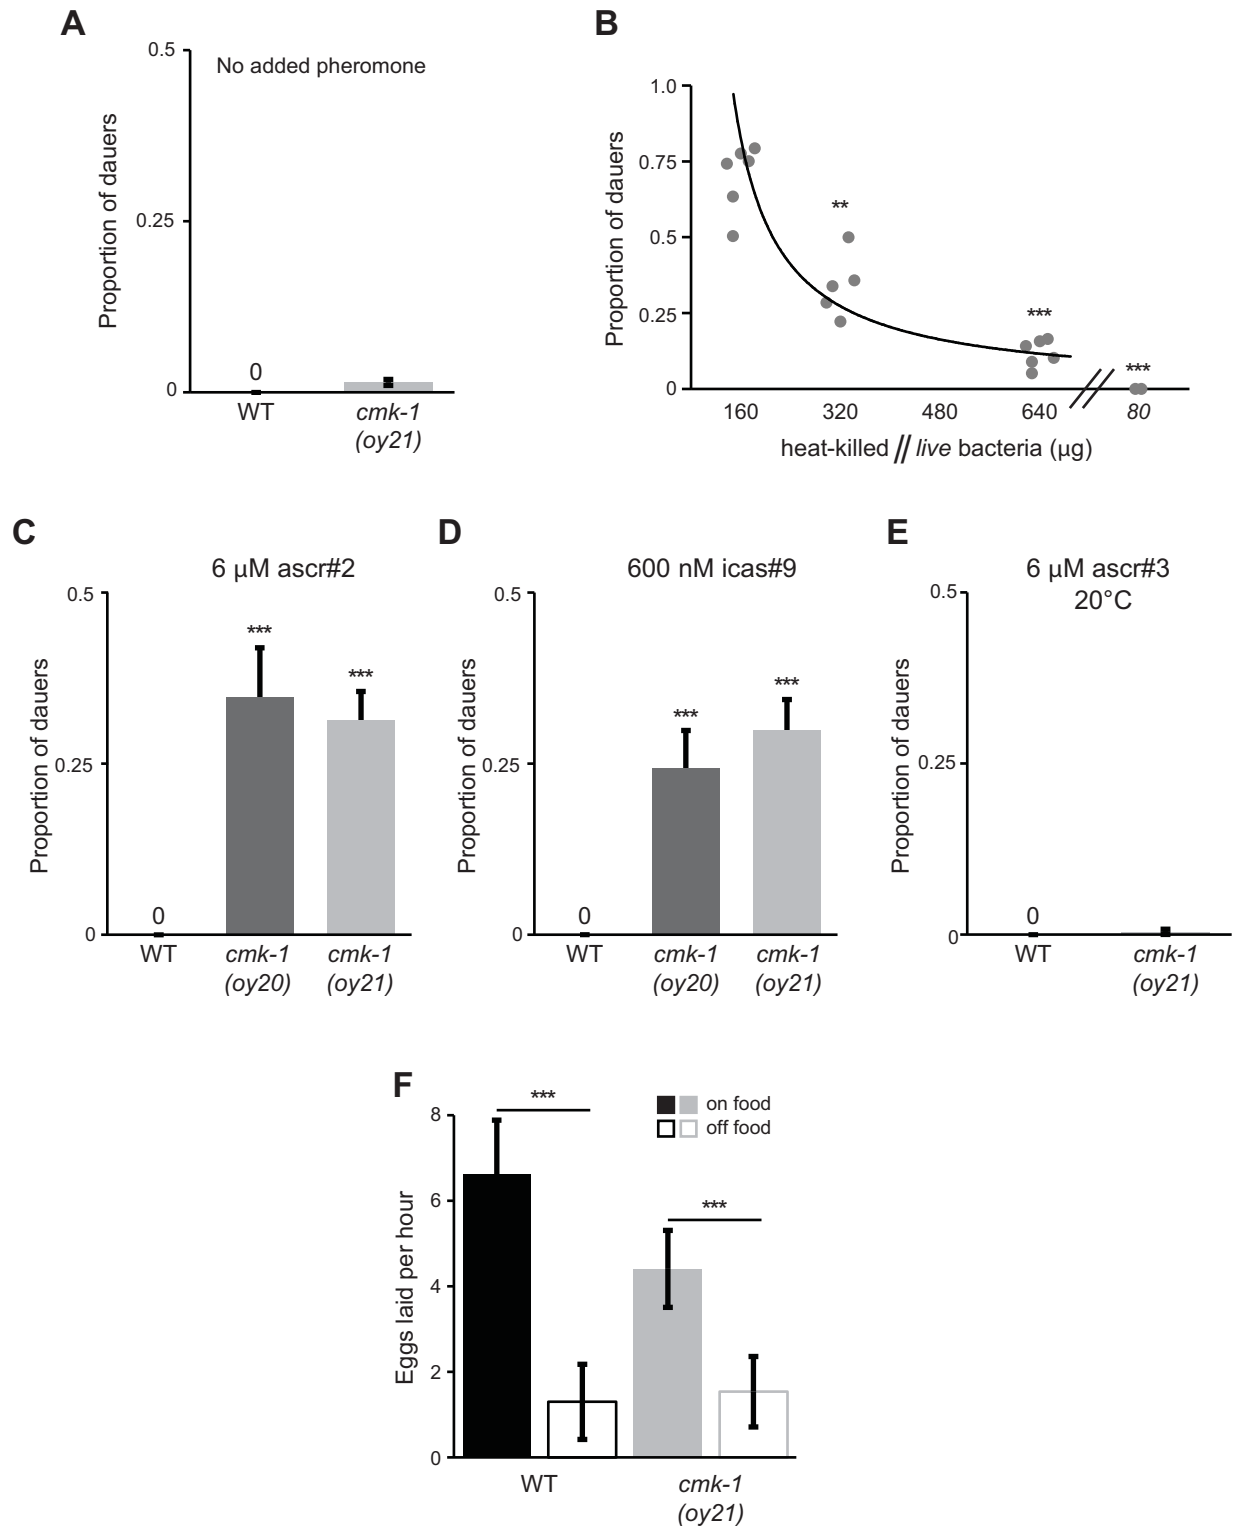 A
0.5
No added pheromone
Proportion of dauers
0.25
0
0
WT
cmk-1
(oy21)
B
1.0
Proportion of dauers
0.75
**
0.5
0.25
***
***
0
160
320
480
640
80
heat-killed // live bacteria (µg)
C
6 µM ascr#2
0.5
Proportion of dauers
***
***
0.25
0
0
WT
cmk-1
(oy20)
cmk-1
(oy21)
D
600 nM icas#9
0.5
Proportion of dauers
***
***
0.25
0
0
WT
cmk-1
(oy20)
cmk-1
(oy21)
E
6 µM ascr#3
20°C
0.5
Proportion of dauers
0.25
0
0
WT
cmk-1
(oy21)
F
***
on food
off food
8
Eggs laid per hour
6
***
4
2
0
WT
cmk-1
(oy21)